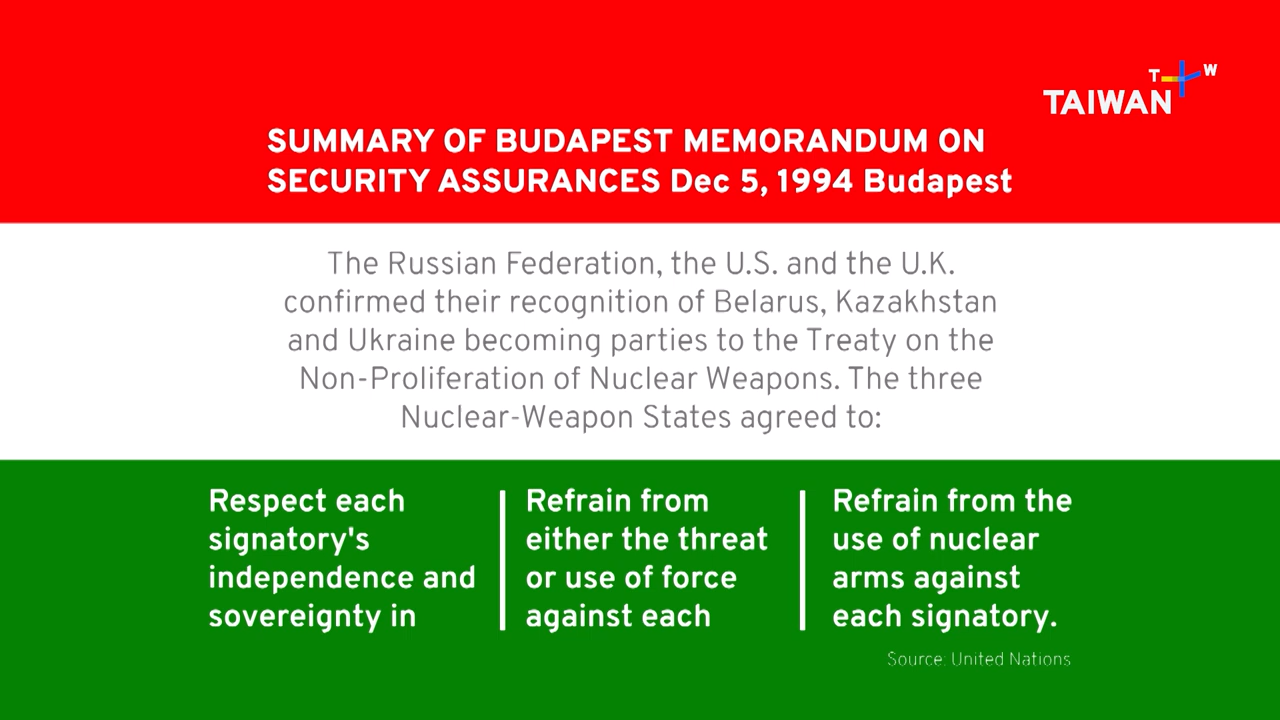 T W
TAIWAN
SUMMARY OF BUDAPEST MEMORANDUM ON
SECURITY ASSURANCES Dec 5, 1994 Budapest
The Russian Federation, the U.S. and the U.K.
confirmed their recognition of Belarus, Kazakhstan
and Ukraine becoming parties to the Treaty on the
Non-Proliferation of Nuclear Weapons. The three
Nuclear-Weapon States agreed to:
Respect each
signatory's
independence and
sovereignty in
Refrain from
either the threat
or use of force
against each
Refrain from the
use of nuclear
arms against
each signatory.
Source: United Nations